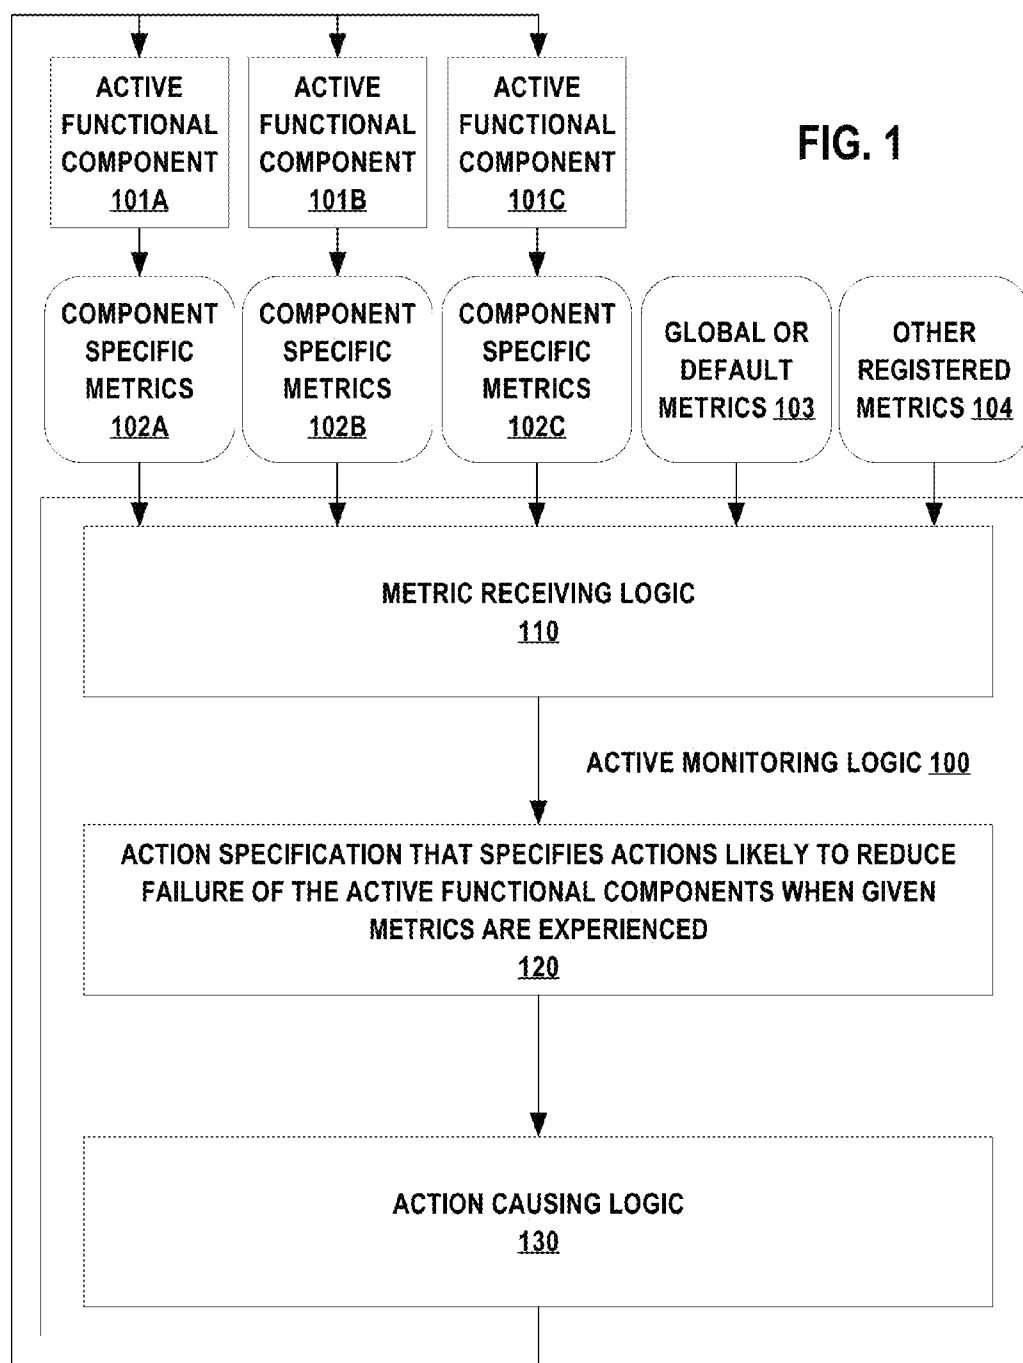 ACTIVE
FUNCTIONAL
COMPONENT
101A
ACTIVE
FUNCTIONAL
COMPONENT
101B
ACTIVE
FUNCTIONAL
COMPONENT
101C
FIG. 1
COMPONENT
SPECIFIC
METRICS
102A
COMPONENT
SPECIFIC
METRICS
102B
COMPONENT
SPECIFIC
METRICS
102C
GLOBAL OR
DEFAULT
METRICS 103
OTHER
REGISTERED
METRICS 104
METRIC RECEIVING LOGIC
110
ACTIVE MONITORING LOGIC 100
ACTION SPECIFICATION THAT SPECIFIES ACTIONS LIKELY TO REDUCE
FAILURE OF THE ACTIVE FUNCTIONAL COMPONENTS WHEN GIVEN
METRICS ARE EXPERIENCED
120
ACTION CAUSING LOGIC
130